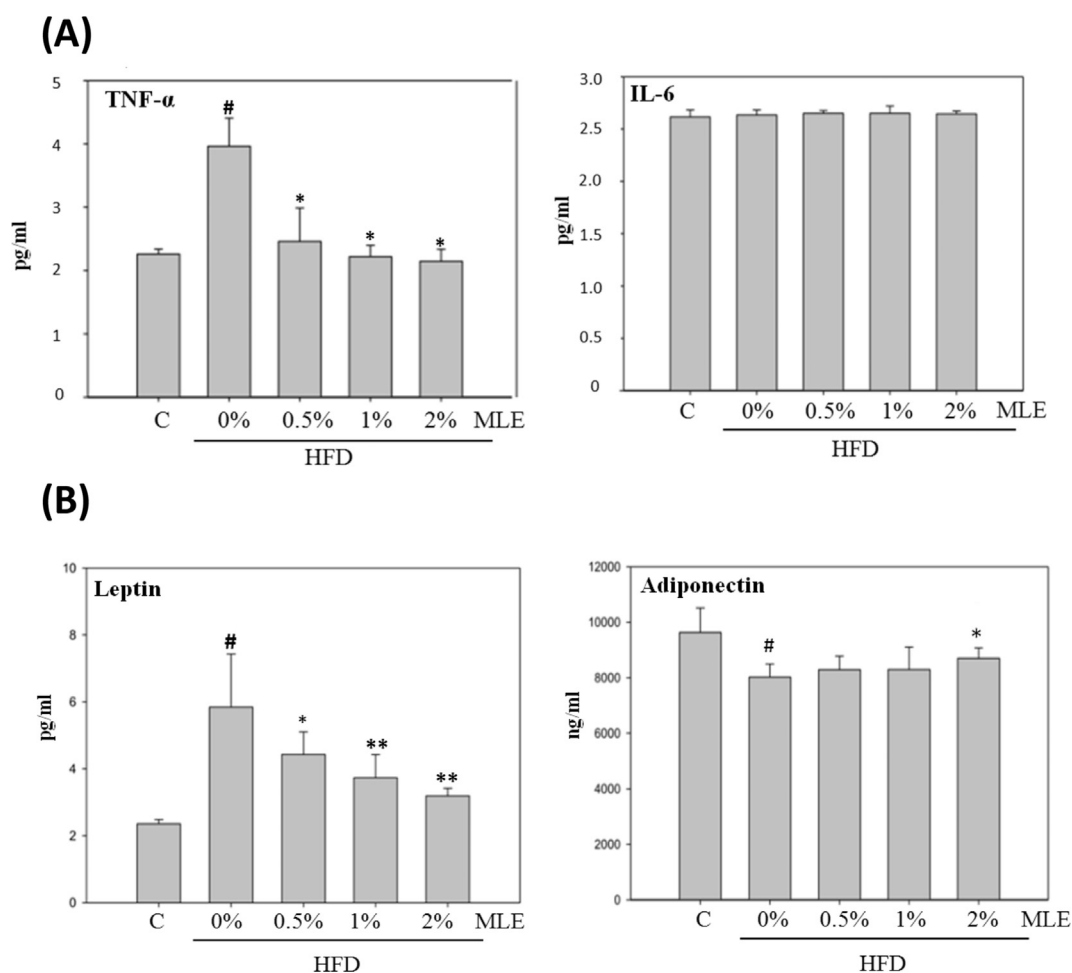 (A)
TNF-α
pg/ml
5
4
3
2
1
0
#
*
*
*
C 0% 0.5% 1% 2% MLE
HFD
IL-6
pg/ml
3.0
2.5
2.0
1.5
1.0
0.5
0
C 0% 0.5% 1% 2% MLE
HFD
(B)
Leptin
pg/ml
10
8
6
4
2
0
#
*
**
**
C 0% 0.5% 1% 2% MLE
HFD
Adiponectin
ng/ml
12000
10000
8000
6000
4000
2000
0
#
*
C 0% 0.5% 1% 2% MLE
HFD